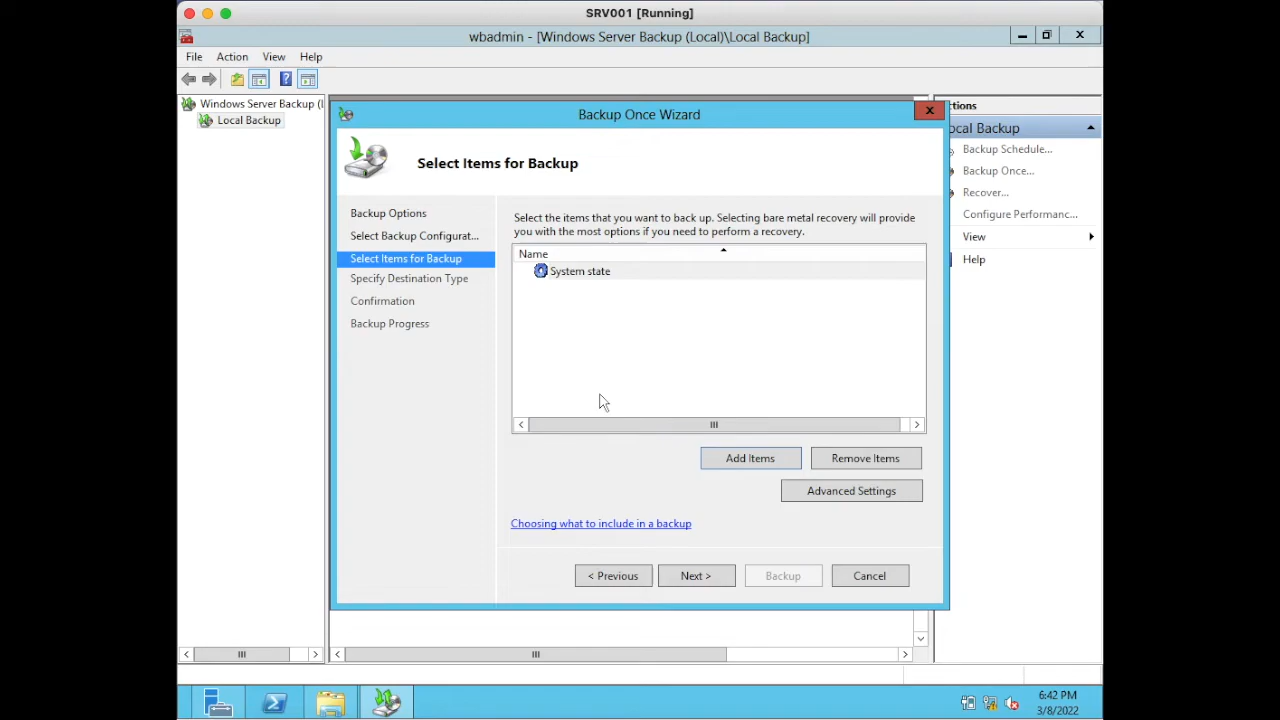 SRV001 [Running]
wbadmin - [Windows Server Backup (Local)\Local Backup]
File Action View Help
Windows Server Backup (L
Local Backup
Backup Once Wizard
Select Items for Backup
Backup Options
Select Backup Configurat...
Select Items for Backup
Specify Destination Type
Confirmation
Backup Progress
Select the items that you want to back up. Selecting bare metal recovery will provide
you with the most options if you need to perform a recovery.
Name
System state
Add Items
Remove Items
Advanced Settings
Choosing what to include in a backup
< Previous
Next >
Backup
Cancel
ctions
ocal Backup
Backup Schedule...
Backup Once...
Recover...
Configure Performanc...
View
Help
6:42 PM
3/8/2022